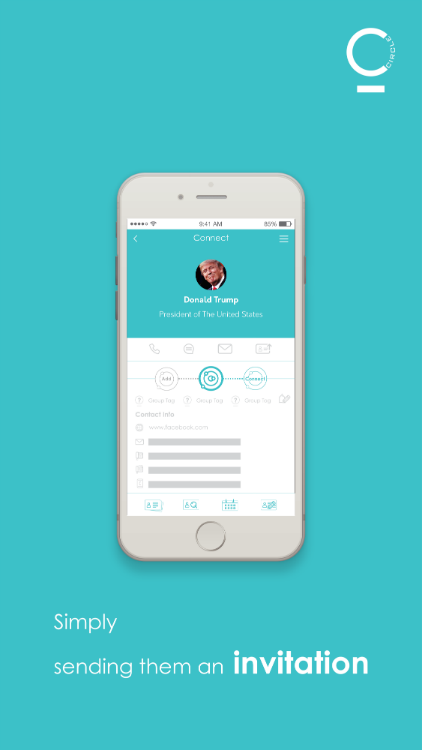 CIRCLE
9:41 AM
85%
Connect
Donald Trump
President of The United States
Add
Connect
Group Tag
Group Tag
Group Tag
Contact Info
www.facebook.com
Simply
sending them an invitation